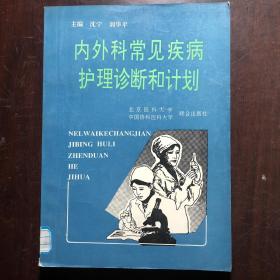 主编 沈宁 刘华平
内外科常见疾病
护理诊断和计划
北京医科大学
中国协和医科大学
联合出版社
NEIWAIKECHANGJIAN
JIBING HULI
ZHENDUAN
HE
JIHUA